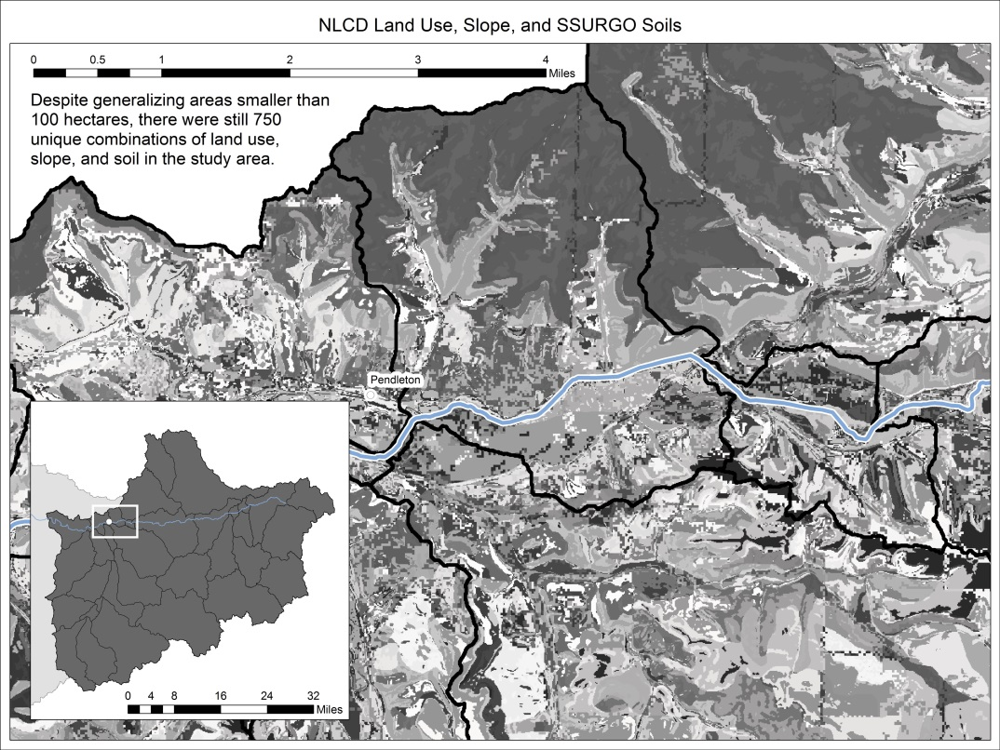 NLCD Land Use, Slope, and SSURGO Soils
0 0.5 1 2 3 4
Miles
Despite generalizing areas smaller than
100 hectares, there were still 750
unique combinations of land use,
slope, and soil in the study area.
Pendleton
0 4 8 16 24 32
Miles